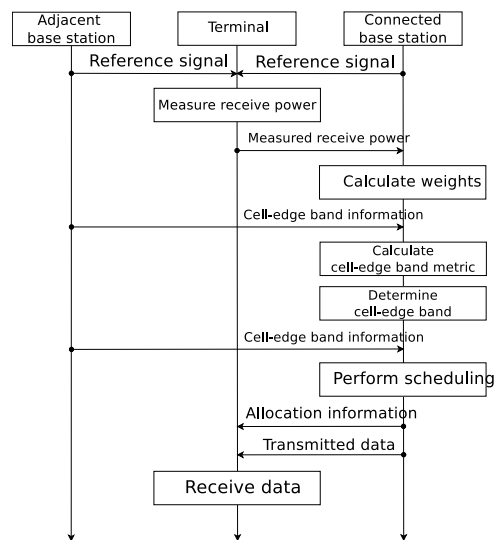 Adjacent
base station
Terminal
Connected
base station
Reference signal
Reference signal
Measure receive power
Measured receive power
Calculate weights
Cell-edge band information
Calculate
cell-edge band metric
Determine
cell-edge band
Cell-edge band information
Perform scheduling
Allocation information
Transmitted data
Receive data